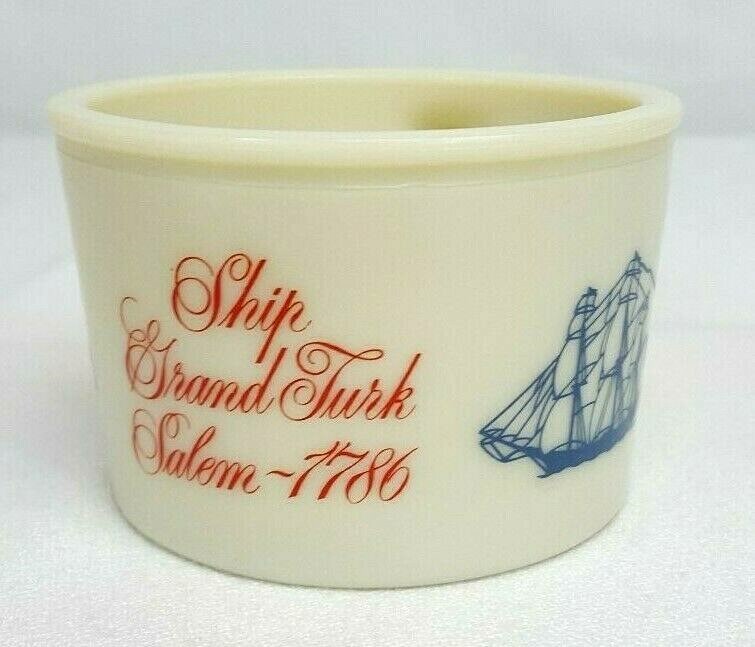 Ship
Grand Turk
Salem ~ 1786